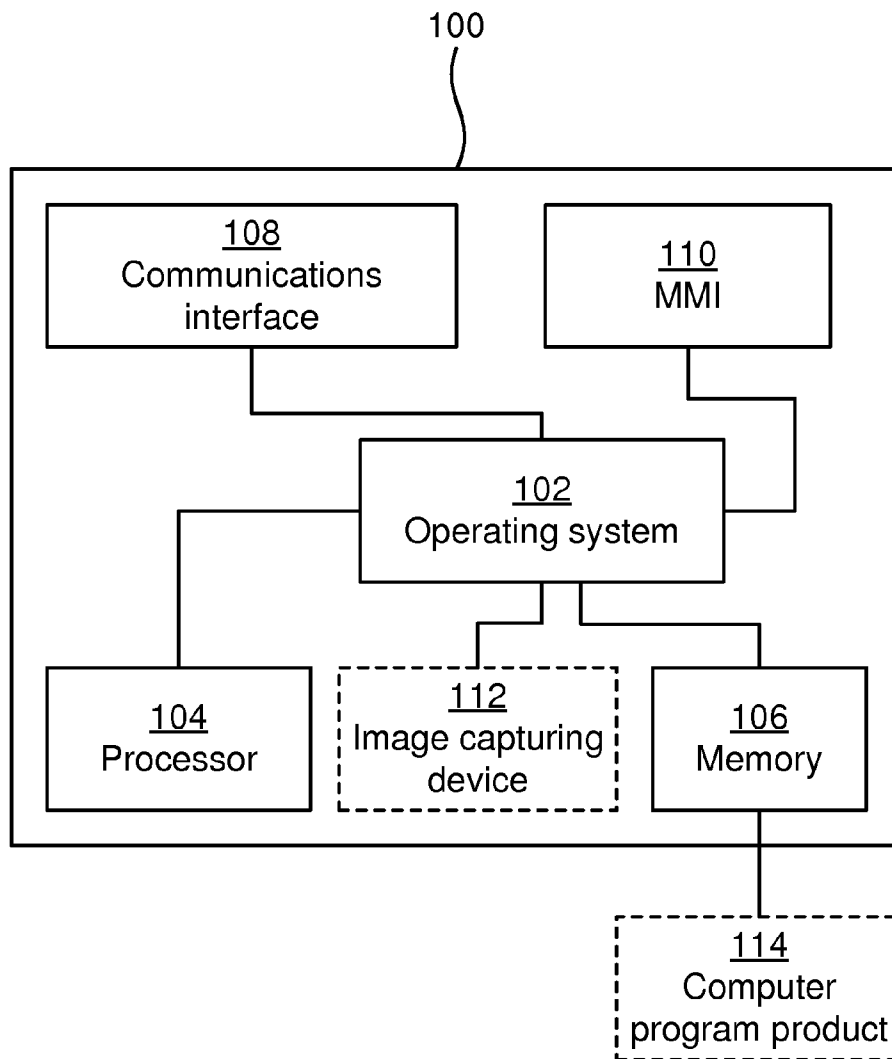 100
108
Communications
interface
110
MMI
102
Operating system
104
Processor
112
Image capturing
device
106
Memory
114
Computer
program product